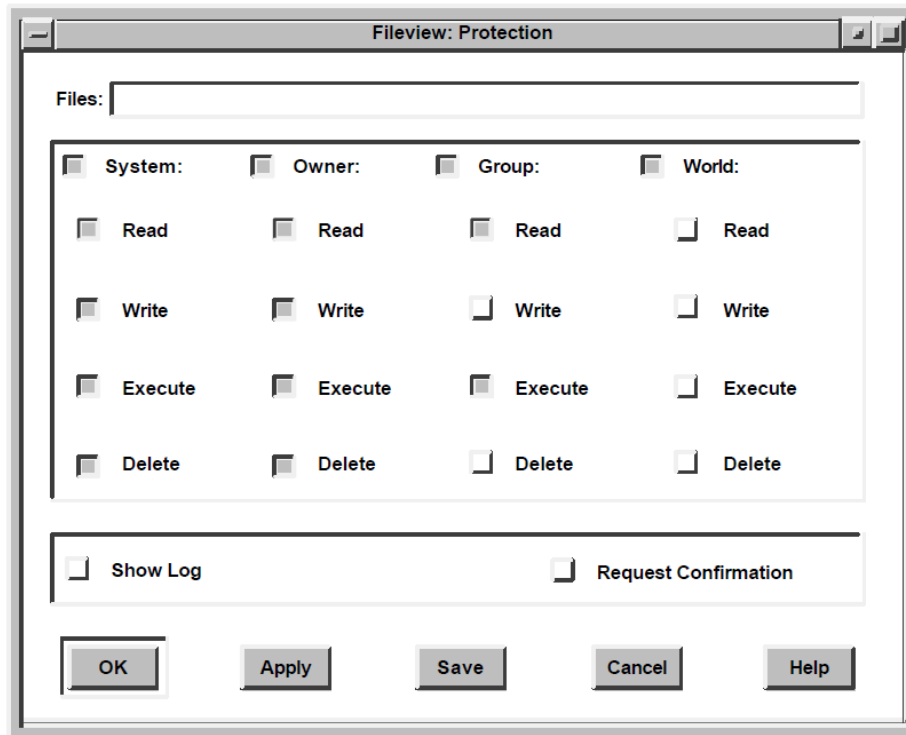 Fileview: Protection
Files:
System: Owner: Group: World:
Read Read Read Read
Write Write Write Write
Execute Execute Execute Execute
Delete Delete Delete Delete
Show Log Request Confirmation
OK Apply Save Cancel Help